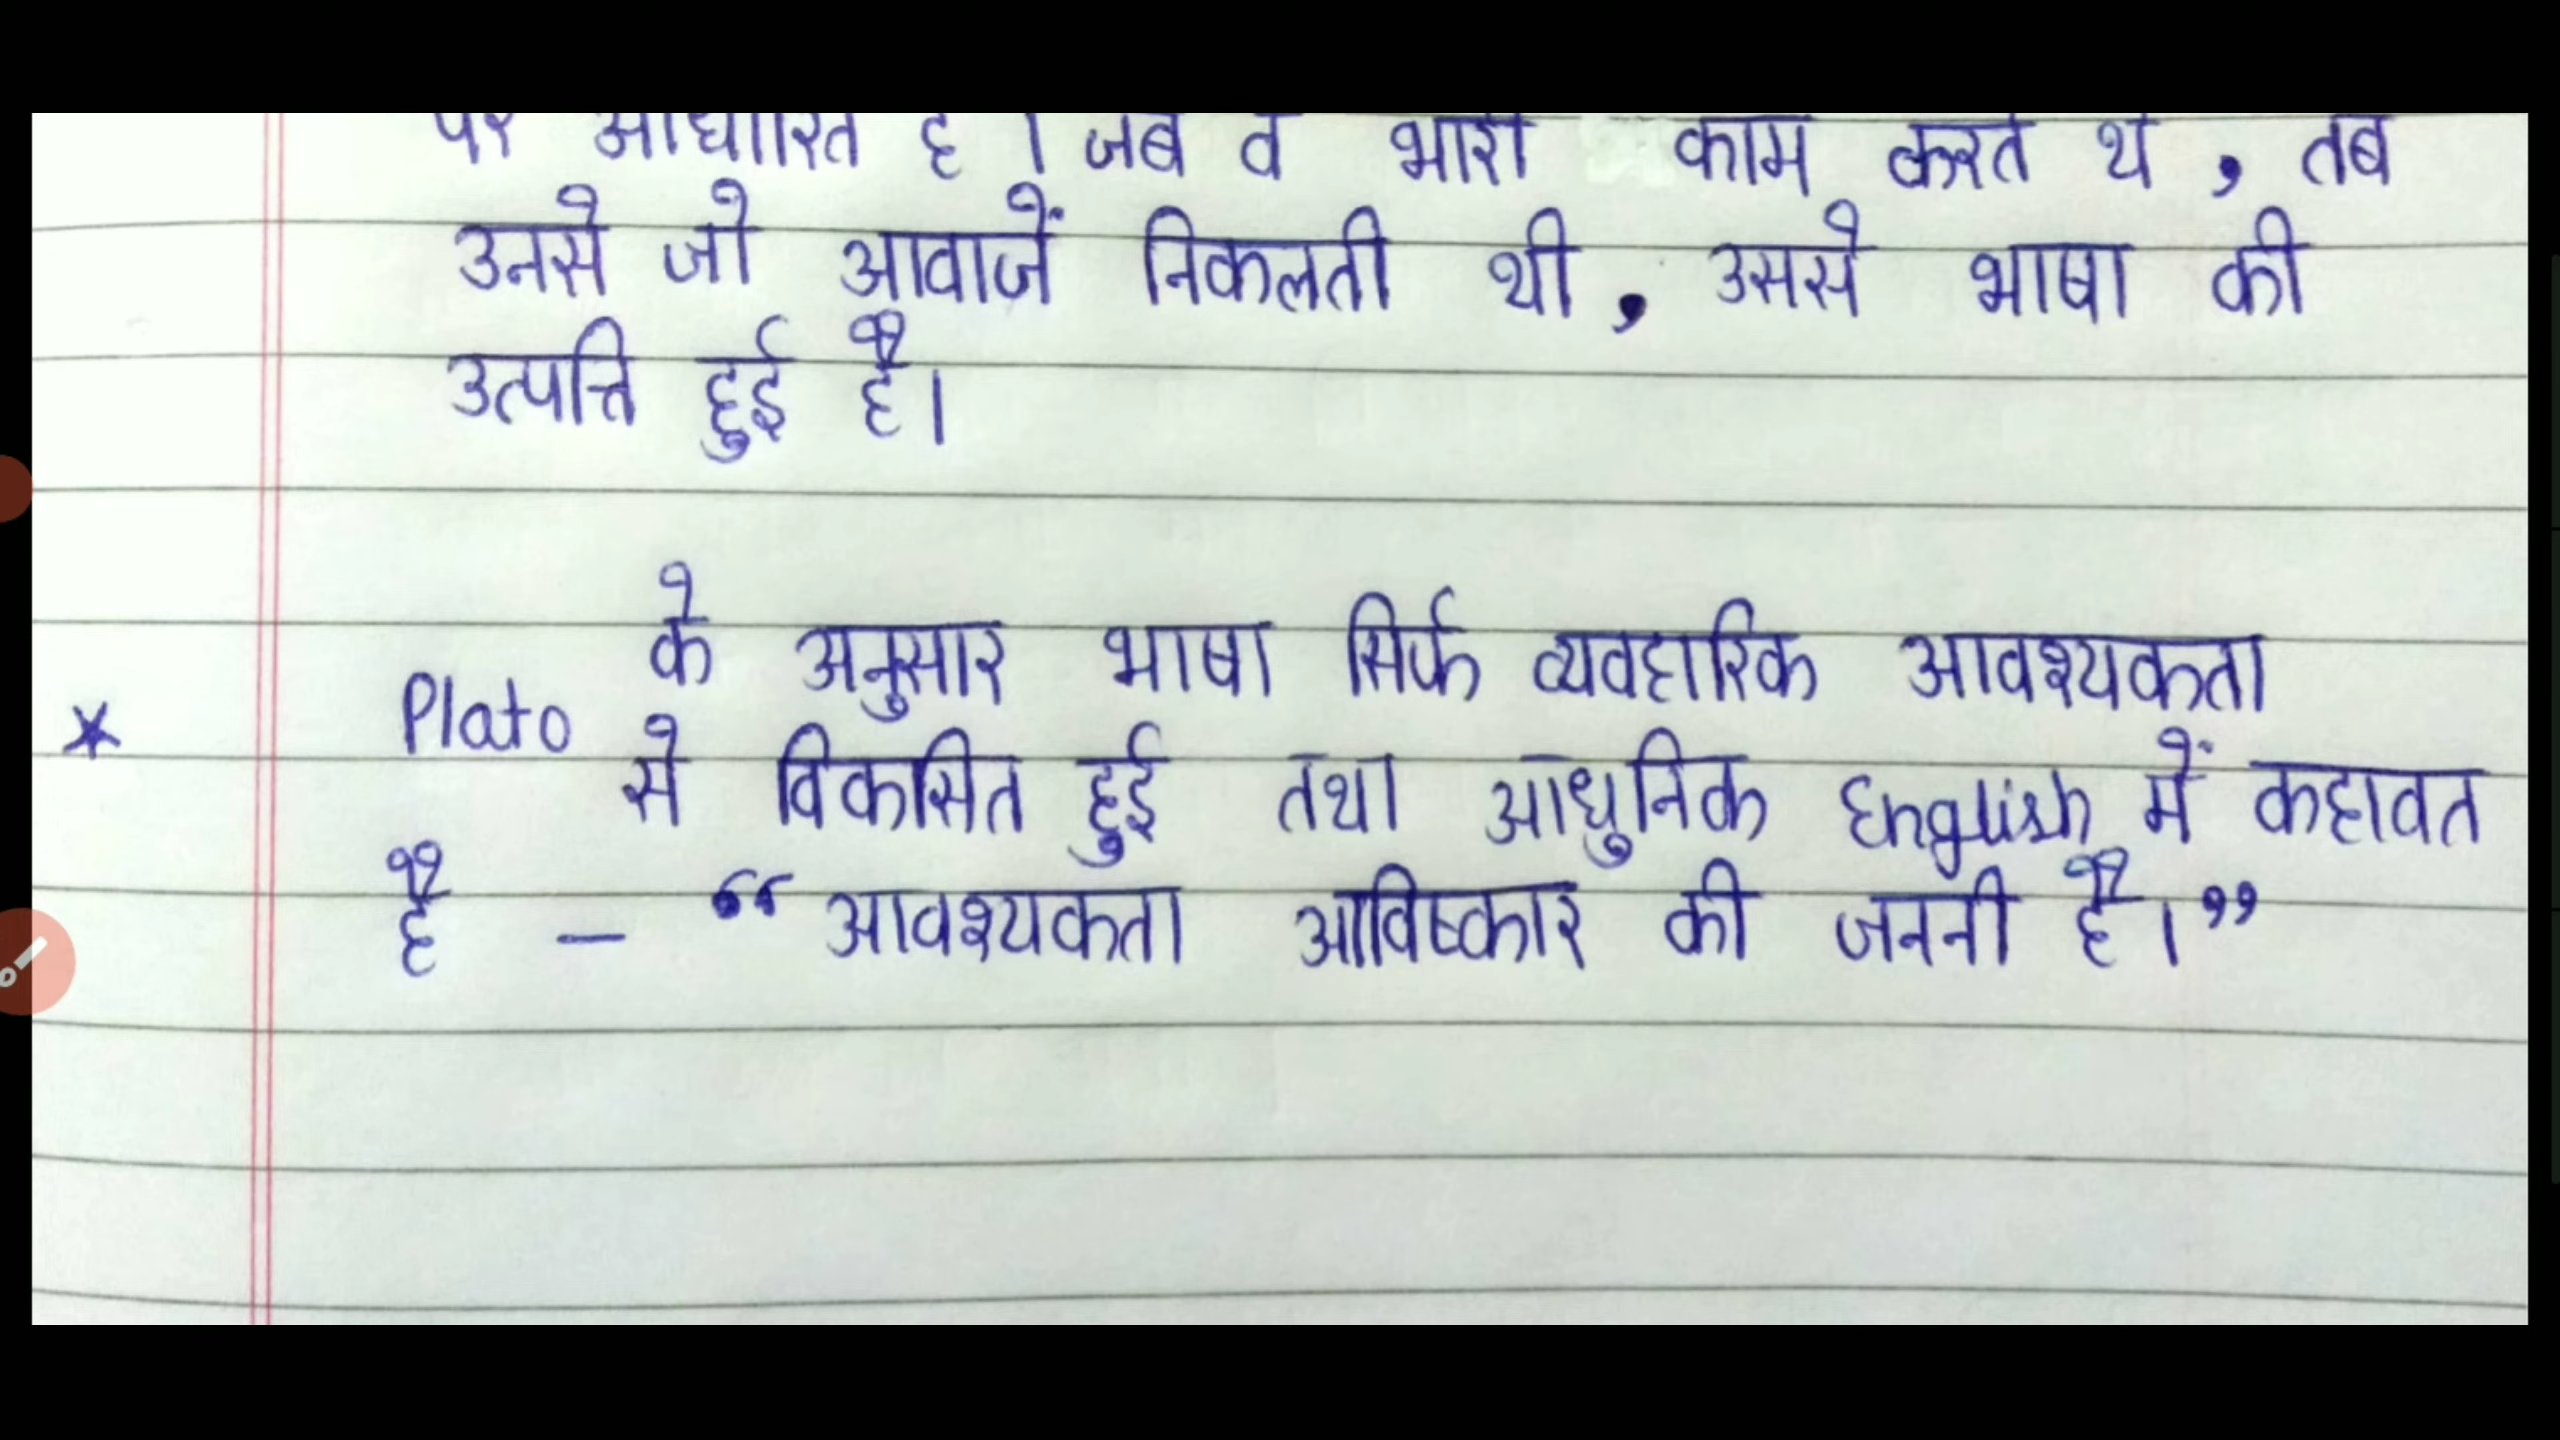 पर आधारित है । जब वे भारी काम करते थे , तब
उनसे जो आवाजें निकलती थी , उससे भाषा की
उत्पत्ति हुई है।
* Plato के अनुसार भाषा सिर्फ व्यवहारिक आवश्यकता
से विकसित हुई तथा आधुनिक English में कहावत
है – “ आवश्यकता आविष्कार की जननी है। ”